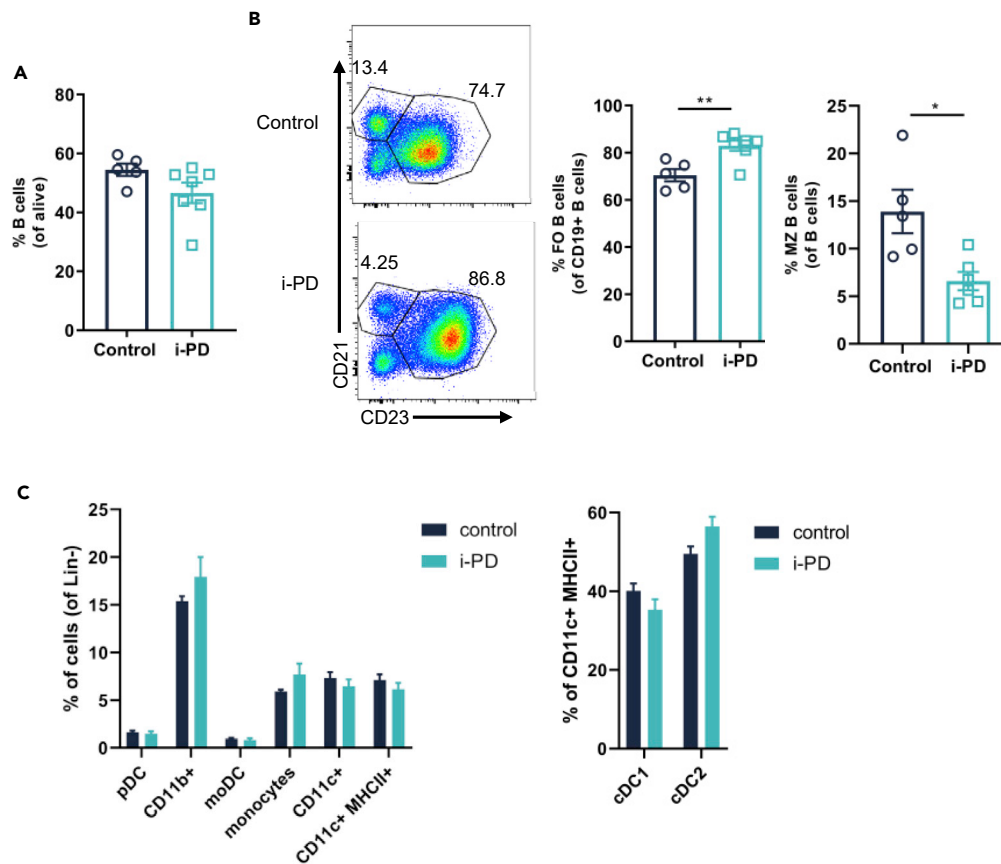 A
% B cells
(of alive)
80
60
40
20
0
Control
i-PD
B
Control
13.4
74.7
i-PD
4.25
86.8
CD21
CD23
% FO B cells
(of CD19+ B cells)
100
80
60
40
20
0
**
Control
i-PD
% MZ B cells
(of B cells)
25
20
15
10
5
0
*
Control
i-PD
C
% of cells (of Lin-)
25
20
15
10
5
0
pDC
CD11b+
moDC
monocytes
CD11c+
CD11c+ MHCII+
control
i-PD
% of CD11c+ MHCII+
60
40
20
0
cDC1
cDC2
control
i-PD